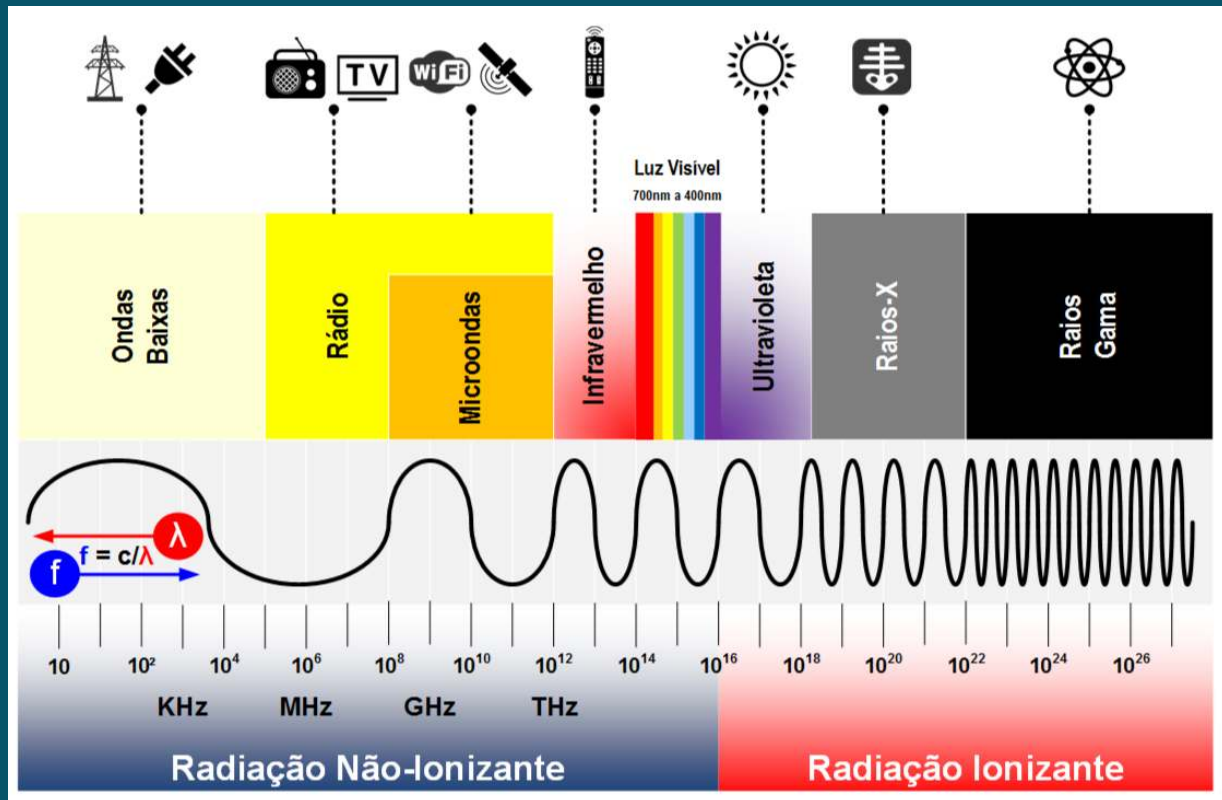 TV
WiFi
Luz Visível
700nm a 400nm
Ondas
Baixas
Rádio
Microondas
Infravermelho
Ultravioleta
Raios-X
Raios
Gama
λ
f = c/λ
f
10 10² 10⁴ 10⁶ 10⁸ 10¹⁰ 10¹² 10¹⁴ 10¹⁶ 10¹⁸ 10²⁰ 10²² 10²⁴ 10²⁶
KHz MHz GHz THz
Radiação Não-Ionizante Radiação Ionizante